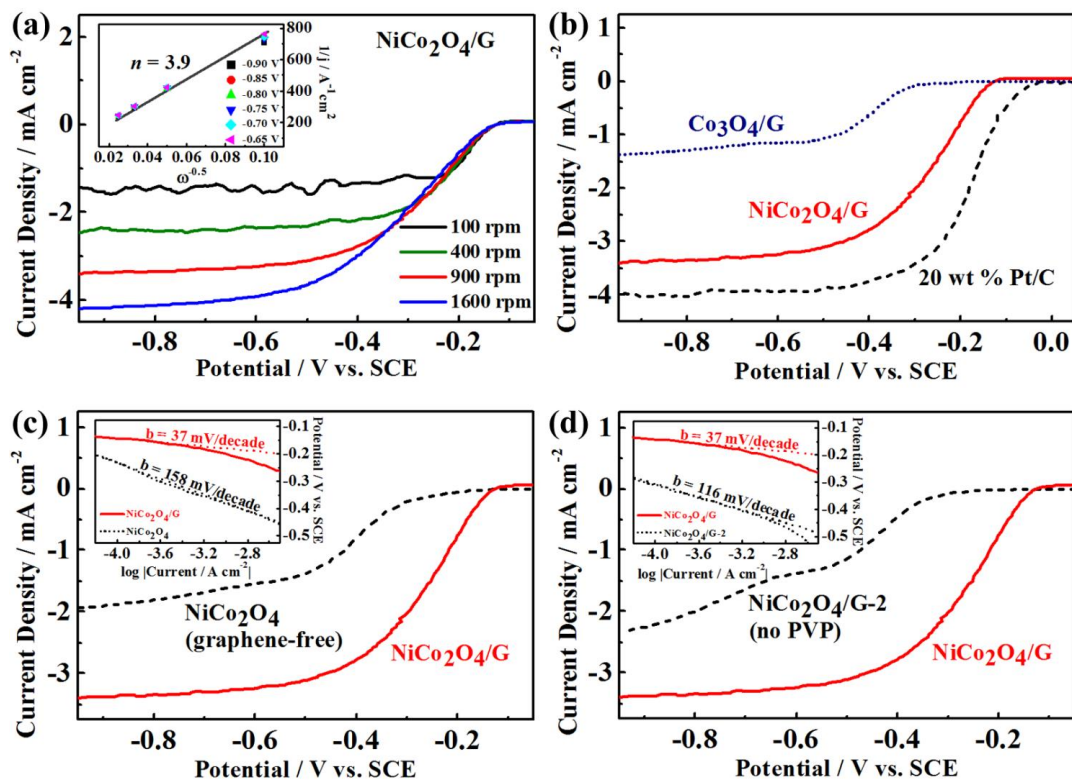 (a)
n = 3.9
-0.90 V
-0.85 V
-0.80 V
-0.75 V
-0.70 V
-0.65 V
800
600
400
200
1/j / A⁻¹ cm²
0.02 0.04 0.06 0.08 0.10
ω⁻⁰·⁵
NiCo₂O₄/G
2
1
0
-1
-2
-3
-4
Current Density / mA cm⁻²
100 rpm
400 rpm
900 rpm
1600 rpm
-0.8 -0.6 -0.4 -0.2
Potential / V vs. SCE
(b)
1
0
-1
-2
-3
-4
Current Density / mA cm⁻²
Co₃O₄/G
NiCo₂O₄/G
20 wt % Pt/C
-0.8 -0.6 -0.4 -0.2 0.0
Potential / V vs. SCE
(c)
b = 37 mV/decade
b = 158 mV/decade
NiCo₂O₄/G
NiCo₂O₄
-0.1
-0.2
-0.3
-0.4
-0.5
Potential / V vs. SCE
-4.0 -3.6 -3.2 -2.8
log |Current / A cm⁻²|
1
0
-1
-2
-3
Current Density / mA cm⁻²
NiCo₂O₄
(graphene-free)
NiCo₂O₄/G
-0.8 -0.6 -0.4 -0.2
Potential / V vs. SCE
(d)
b = 37 mV/decade
b = 116 mV/decade
NiCo₂O₄/G
NiCo₂O₄/G-2
-0.1
-0.2
-0.3
-0.4
-0.5
Potential / V vs. SCE
-4.0 -3.6 -3.2 -2.8
log |Current / A cm⁻²|
1
0
-1
-2
-3
Current Density / mA cm⁻²
NiCo₂O₄/G-2
(no PVP)
NiCo₂O₄/G
-0.8 -0.6 -0.4 -0.2
Potential / V vs. SCE